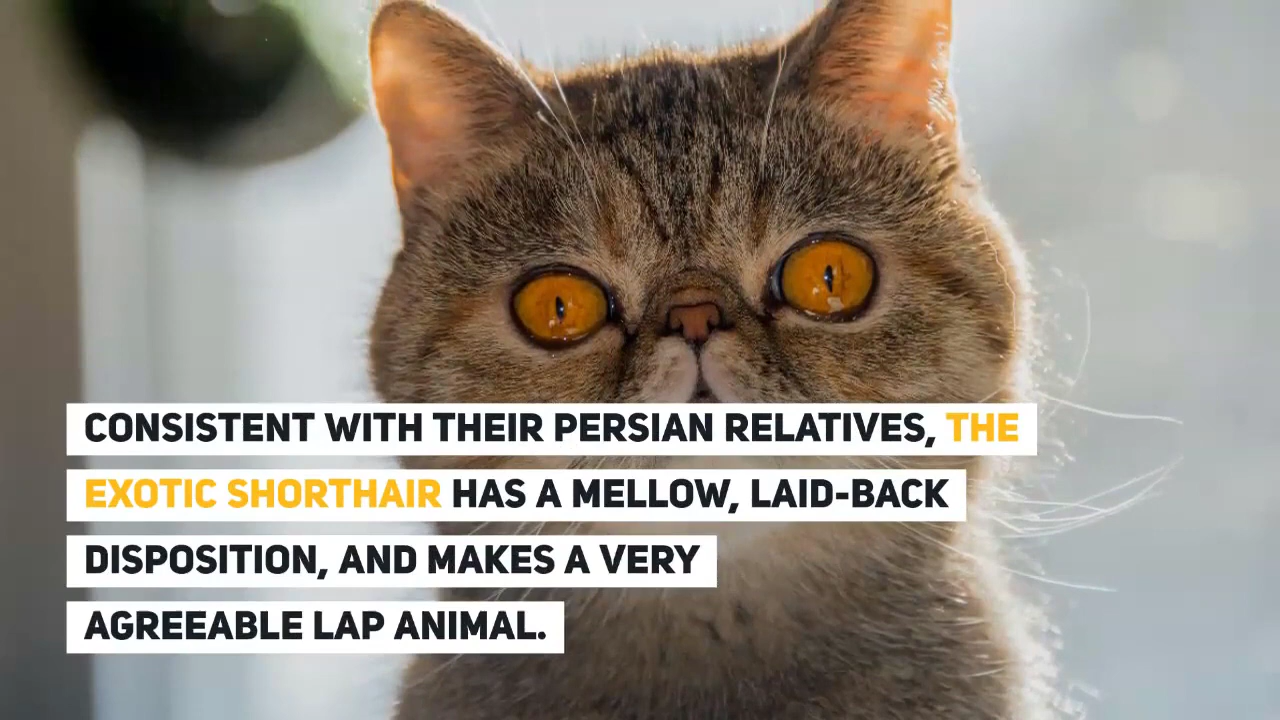 CONSISTENT WITH THEIR PERSIAN RELATIVES, THE
EXOTIC SHORTHAIR HAS A MELLOW, LAID-BACK
DISPOSITION, AND MAKES A VERY
AGREEABLE LAP ANIMAL.